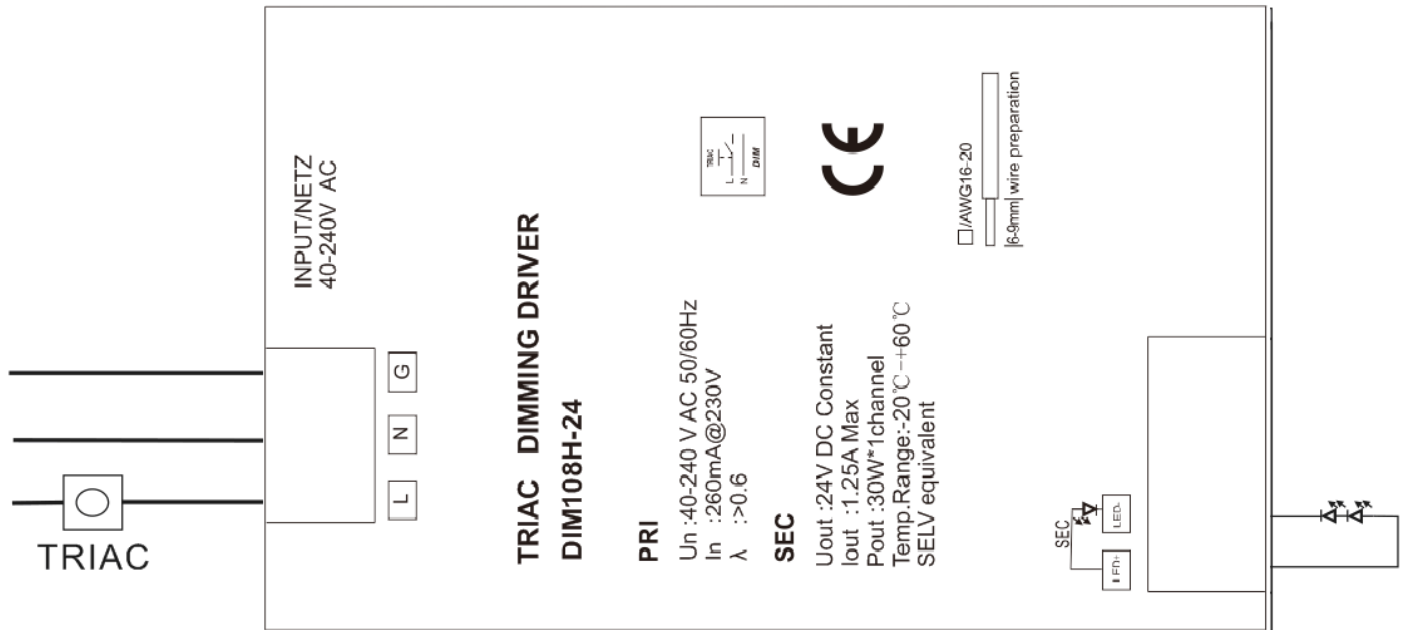 INPUT/NETZ
40-240V AC
L
N
G
TRIAC
TRIAC DIMMING DRIVER
DIM108H-24
PRI
Un :40-240 V AC 50/60Hz
In :260mA@230V
λ :>0.6
SEC
Uout :24V DC Constant
Iout :1.25A Max
Pout :30W*1channel
Temp.Range:-20℃-+60℃
SELV equivalent
TRIAC
L
N
DIM
CE
□/AWG16-20
6-9mm wire preparation
SEC
LED+
LED-